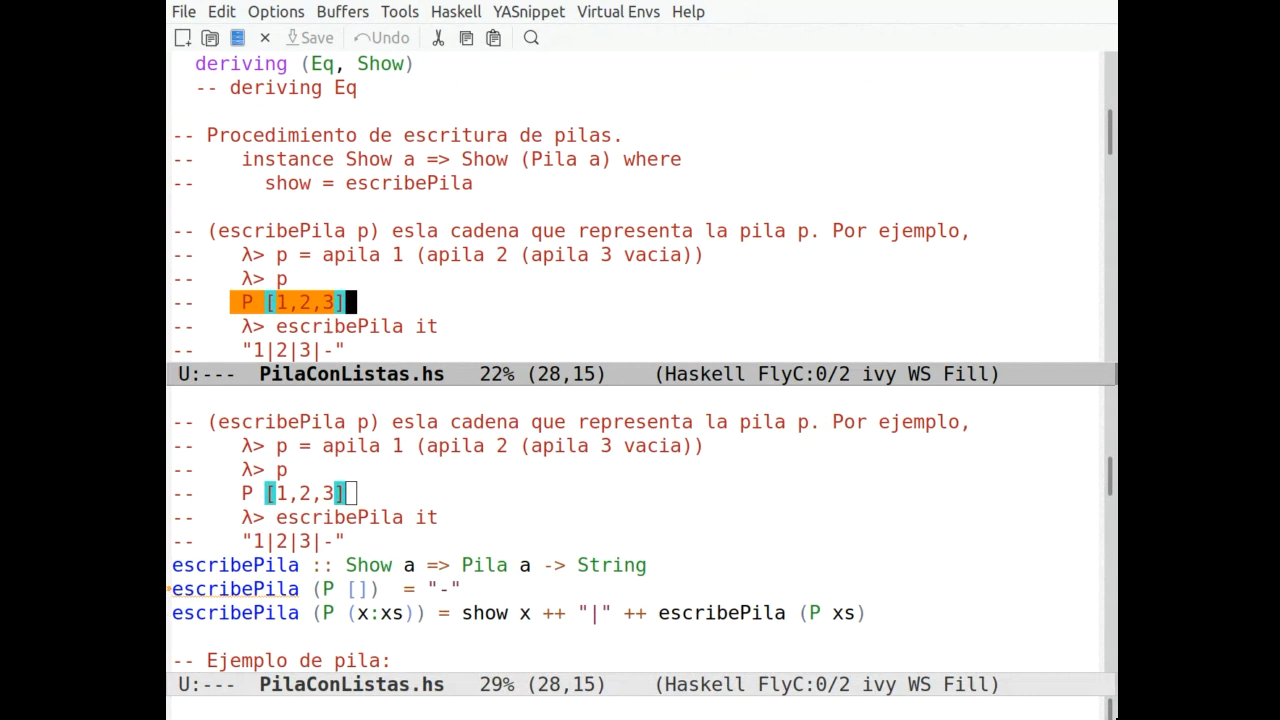 File Edit Options Buffers Tools Haskell YASnippet Virtual Envs Help
Save Undo
deriving (Eq, Show)
-- deriving Eq
-- Procedimiento de escritura de pilas.
--    instance Show a => Show (Pila a) where
--      show = escribePila
-- (escribePila p) esla cadena que representa la pila p. Por ejemplo,
--    λ> p = apila 1 (apila 2 (apila 3 vacia))
--    λ> p
--    P [1,2,3]
--    λ> escribePila it
--    "1|2|3|-"
U:---  PilaConListas.hs   22% (28,15)    (Haskell FlyC:0/2 ivy WS Fill)
-- (escribePila p) esla cadena que representa la pila p. Por ejemplo,
--    λ> p = apila 1 (apila 2 (apila 3 vacia))
--    λ> p
--    P [1,2,3]
--    λ> escribePila it
--    "1|2|3|-"
escribePila :: Show a => Pila a -> String
escribePila (P [])  = "-"
escribePila (P (x:xs)) = show x ++ "|" ++ escribePila (P xs)
-- Ejemplo de pila:
U:---  PilaConListas.hs   29% (28,15)    (Haskell FlyC:0/2 ivy WS Fill)